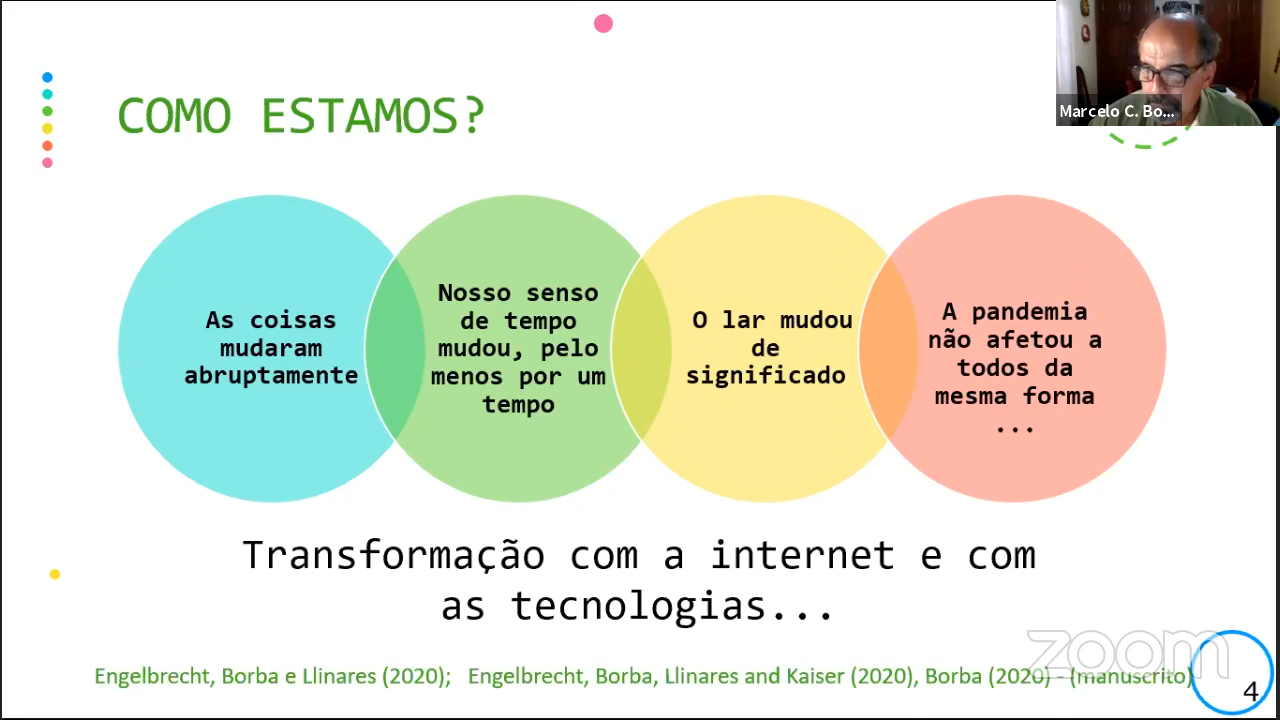 COMO ESTAMOS?
Marcelo C. Bo...
As coisas
mudaram
abruptamente
Nosso senso
de tempo
mudou, pelo
menos por um
tempo
O lar mudou
de
significado
A pandemia
não afetou a
todos da
mesma forma
...
Transformação com a internet e com
as tecnologias...
zoom
Engelbrecht, Borba e Llinares (2020); Engelbrecht, Borba, Llinares and Kaiser (2020), Borba (2020) - (manuscrito)
4